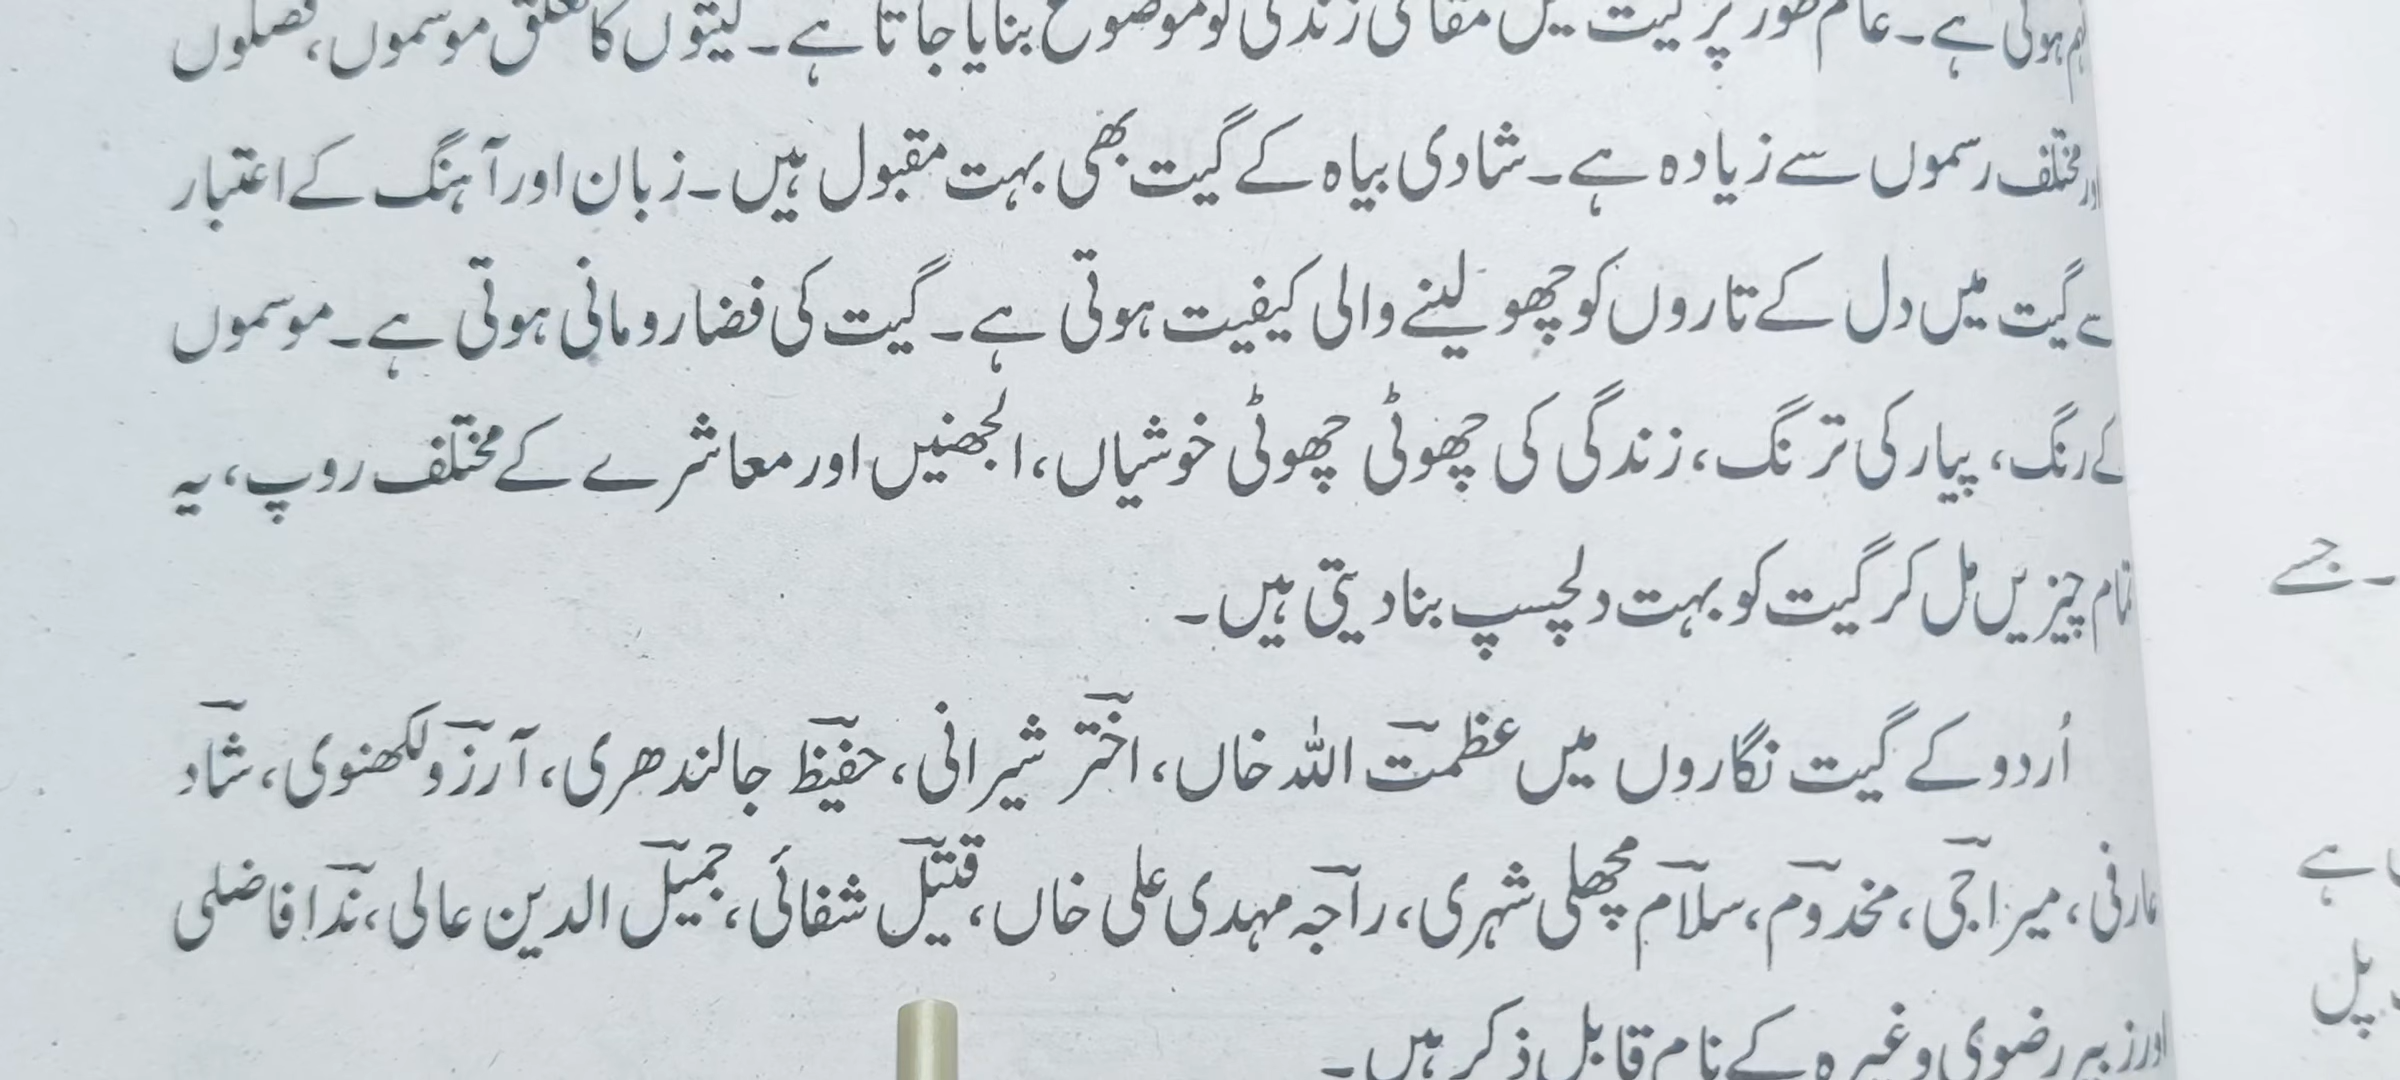 ہم ہوتی ہے۔ عام طور پر گیت میں مقامی زندگی کو موضوع بنایا جاتا ہے۔ گیتوں کا تعلق موسموں، فصلوں
اور مختلف رسموں سے زیادہ ہے۔ شادی بیاہ کے گیت بھی بہت مقبول ہیں۔ زبان اور آہنگ کے اعتبار
سے گیت میں دل کے تاروں کو چھو لینے والی کیفیت ہوتی ہے۔ گیت کی فضا رومانی ہوتی ہے۔ موسموں
کے رنگ، پیار کی ترنگ، زندگی کی چھوٹی چھوٹی خوشیاں، الجھنیں اور معاشرے کے مختلف روپ، یہ
تمام چیزیں مل کر گیت کو بہت دلچسپ بنا دیتی ہیں۔
اُردو کے گیت نگاروں میں عظمتؔ اللہ خاں، اخترؔ شیرانی، حفیظؔ جالندھری، آرزوؔ لکھنوی، شادؔ
عارفی، میراجیؔ، مخدومؔ، سلامؔ مچھلی شہری، راجہؔ مہدی علی خاں، قتیلؔ شفائی، جمیلؔ الدین عالی، نداؔ فاضلی
اور زبیر رضوی وغیرہ کے نام قابل ذکر ہیں۔
۔ جسے
ہے
پل